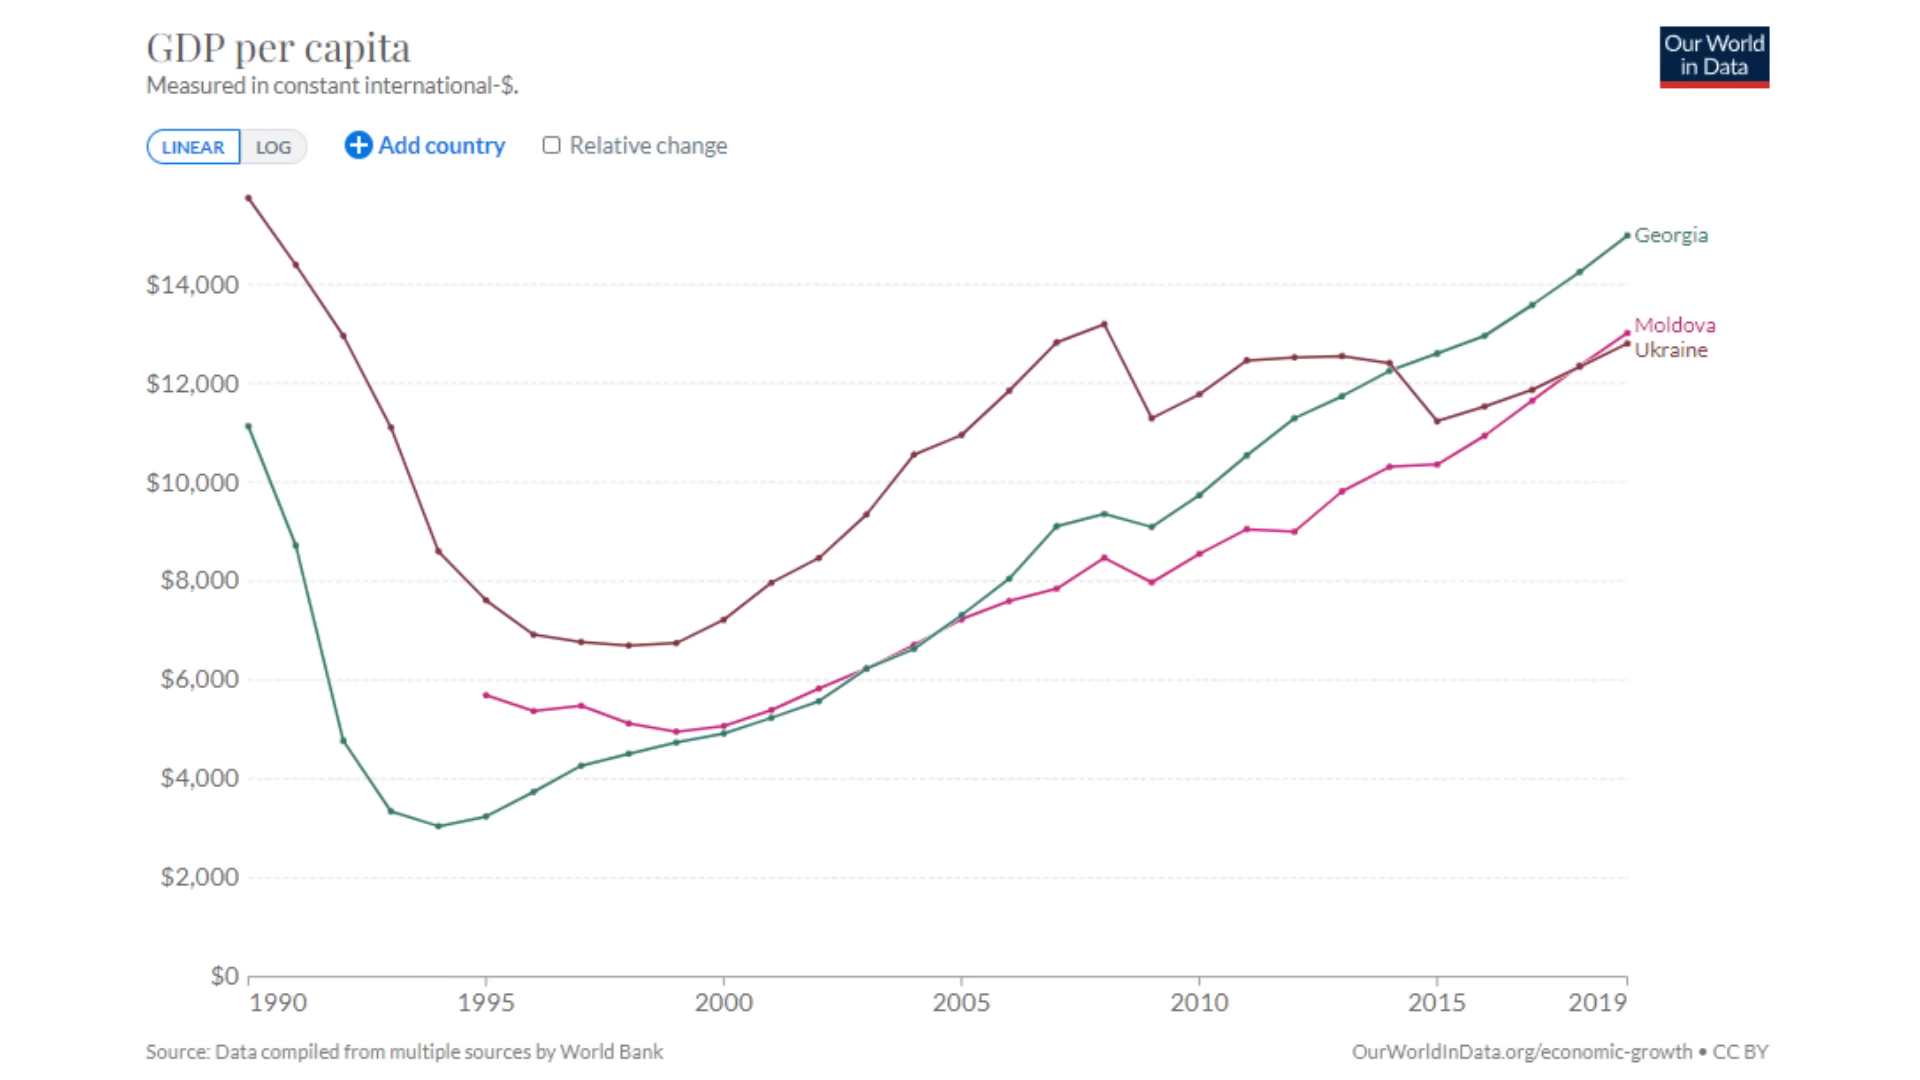 GDP per capita
Measured in constant international-$.
Our World
in Data
LINEAR LOG Add country Relative change
Georgia
$14,000
Moldova
Ukraine
$12,000
$10,000
$8,000
$6,000
$4,000
$2,000
$0
1990 1995 2000 2005 2010 2015 2019
Source: Data compiled from multiple sources by World Bank
OurWorldInData.org/economic-growth • CC BY